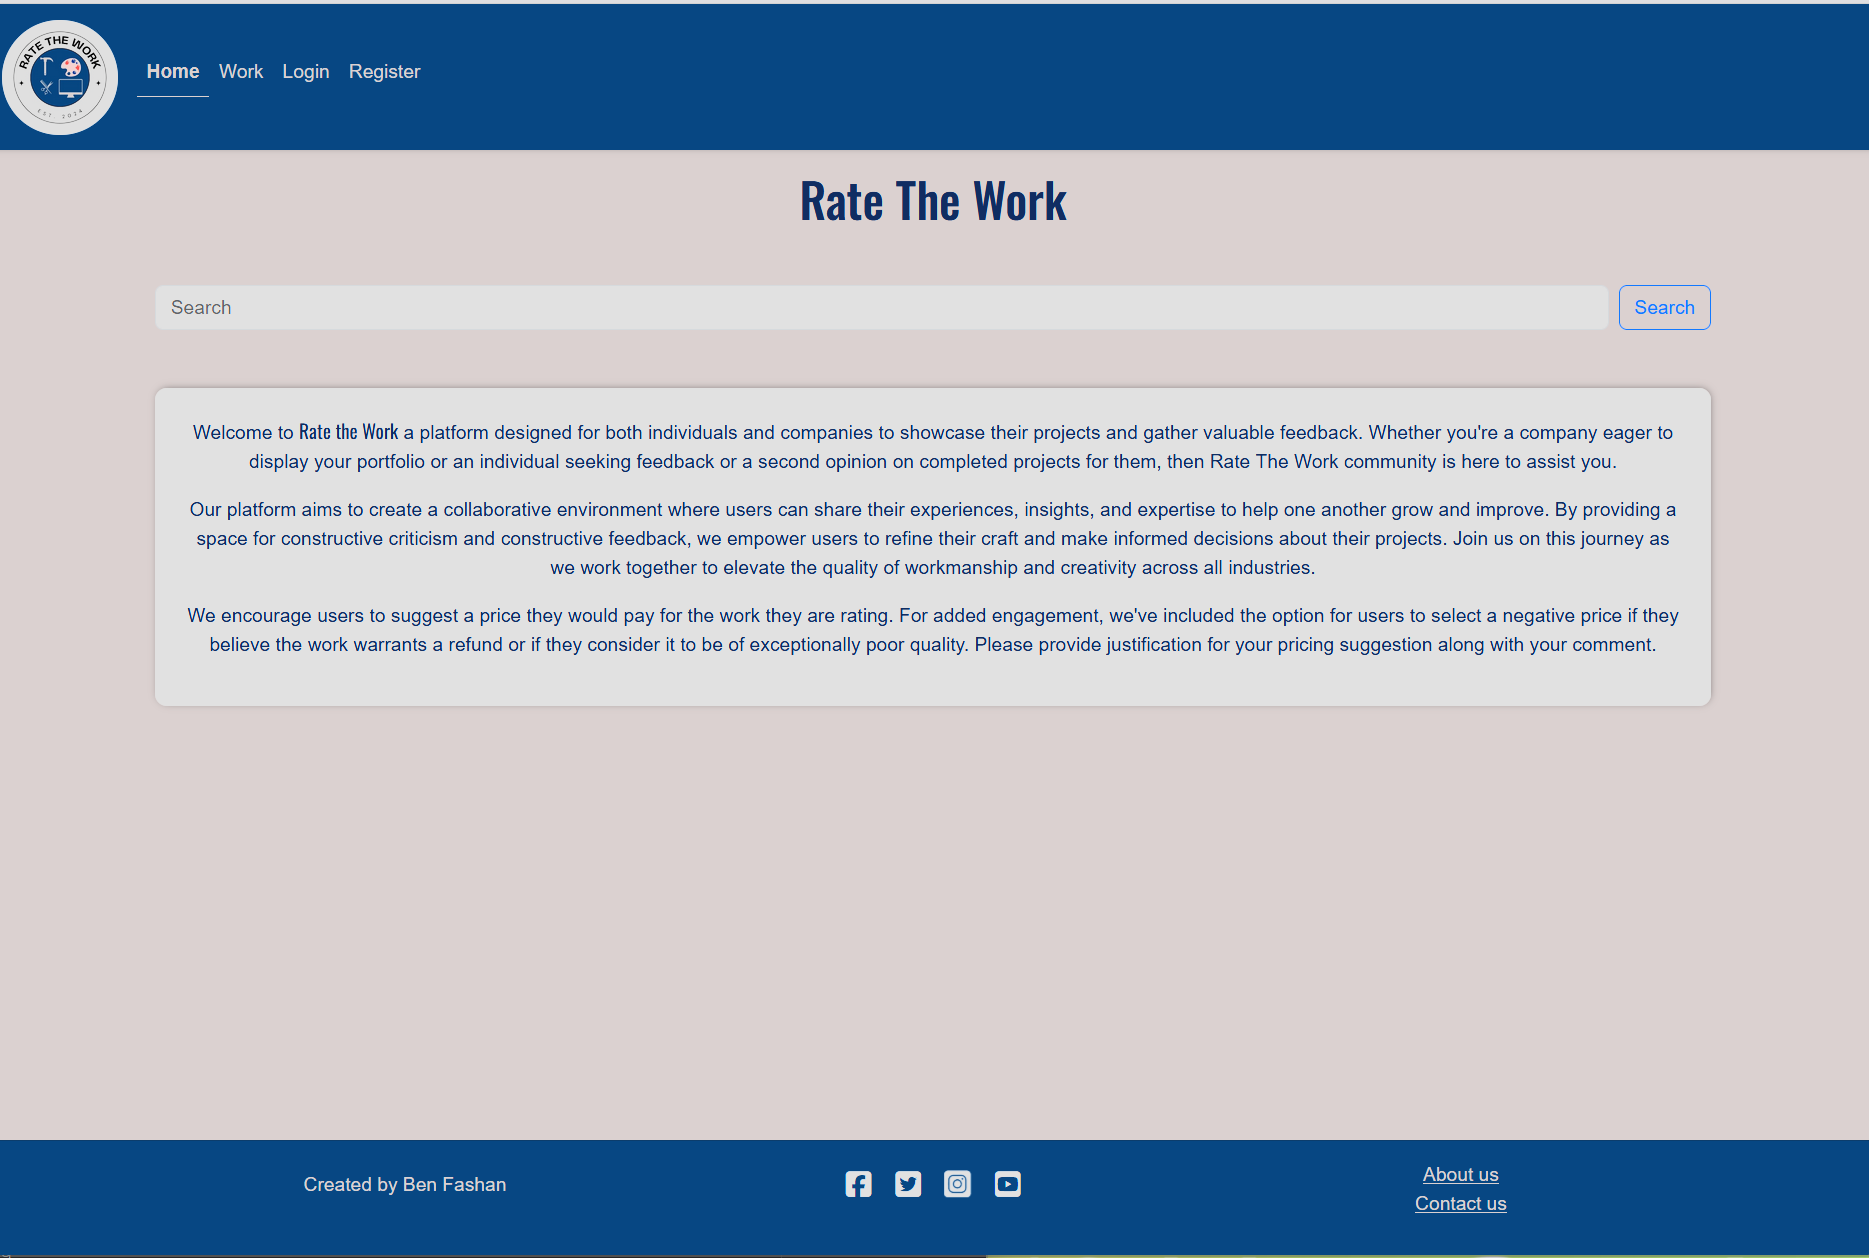 RATE THE WORK
EST 2024
Home Work Login Register
Rate The Work
Search Search
Welcome to Rate the Work a platform designed for both individuals and companies to showcase their projects and gather valuable feedback. Whether you're a company eager to
display your portfolio or an individual seeking feedback or a second opinion on completed projects for them, then Rate The Work community is here to assist you.
Our platform aims to create a collaborative environment where users can share their experiences, insights, and expertise to help one another grow and improve. By providing a
space for constructive criticism and constructive feedback, we empower users to refine their craft and make informed decisions about their projects. Join us on this journey as
we work together to elevate the quality of workmanship and creativity across all industries.
We encourage users to suggest a price they would pay for the work they are rating. For added engagement, we've included the option for users to select a negative price if they
believe the work warrants a refund or if they consider it to be of exceptionally poor quality. Please provide justification for your pricing suggestion along with your comment.
Created by Ben Fashan
About us
Contact us